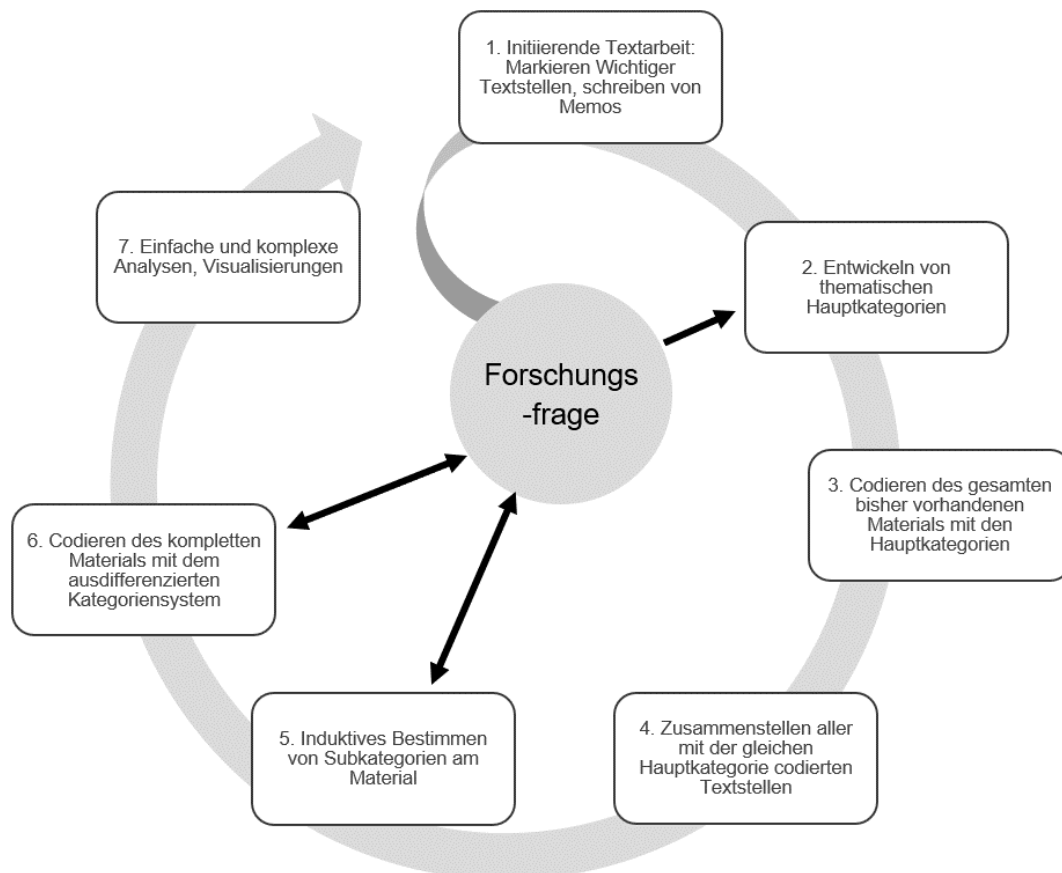 1. Initiierende Textarbeit:
Markieren Wichtiger
Textstellen, schreiben von
Memos
2. Entwickeln von
thematischen
Hauptkategorien
3. Codieren des gesamten
bisher vorhandenen
Materials mit den
Hauptkategorien
4. Zusammenstellen aller
mit der gleichen
Hauptkategorie codierten
Textstellen
5. Induktives Bestimmen
von Subkategorien am
Material
6. Codieren des kompletten
Materials mit dem
ausdifferenzierten
Kategoriensystem
7. Einfache und komplexe
Analysen, Visualisierungen
Forschungs
-frage